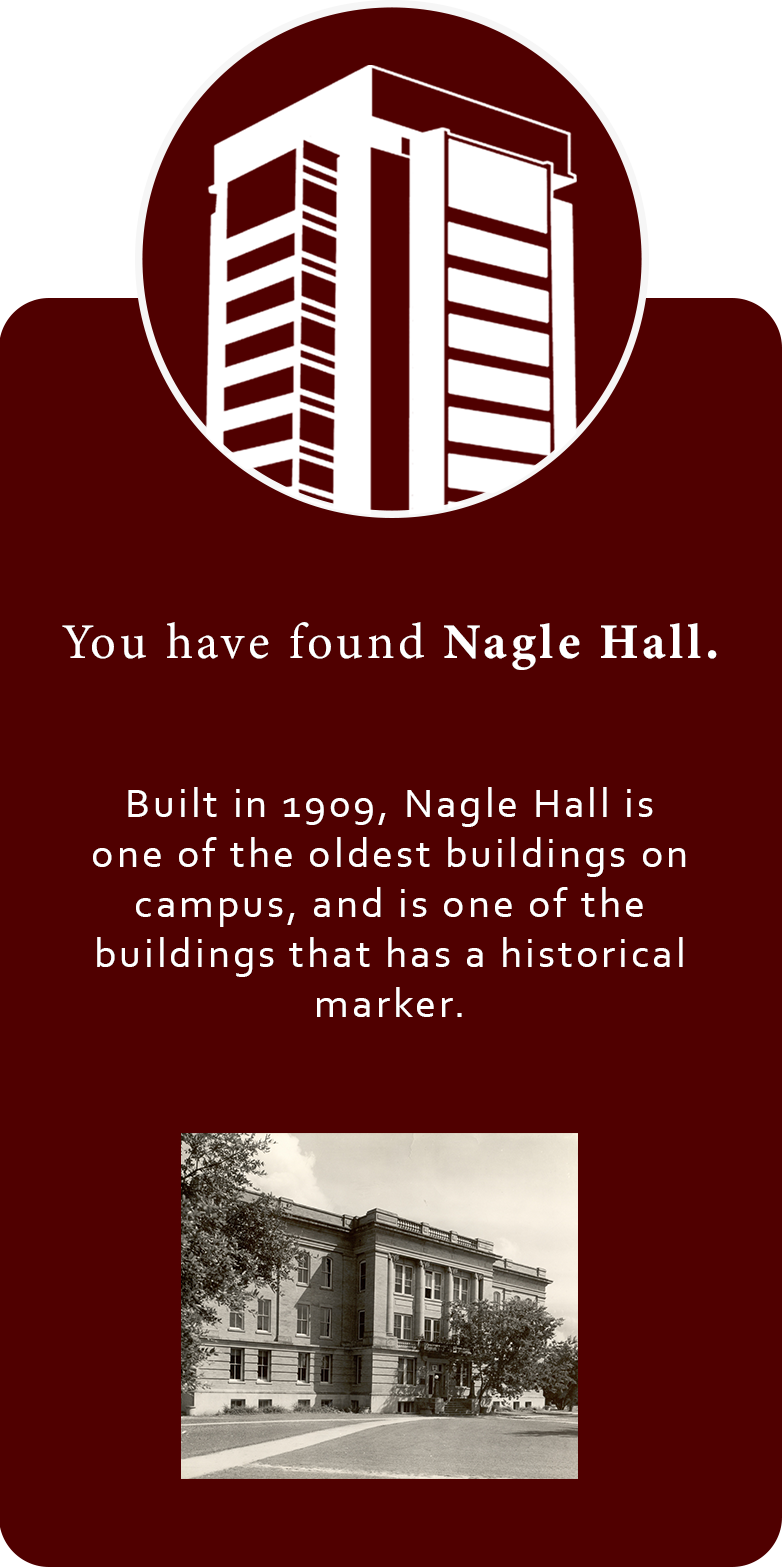 You have found Nagle Hall.
Built in 1909, Nagle Hall is
one of the oldest buildings on
campus, and is one of the
buildings that has a historical
marker.